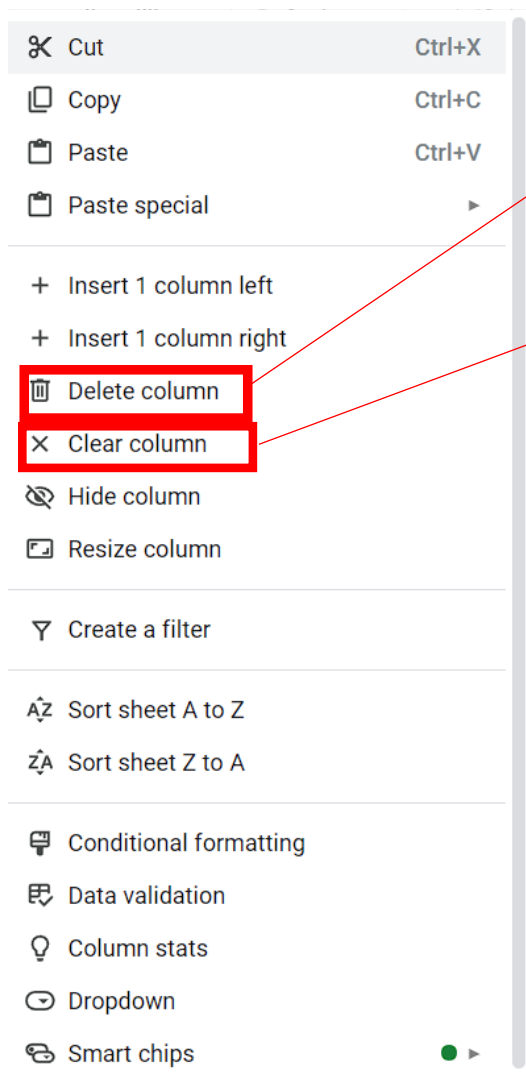 Cut Ctrl+X
Copy Ctrl+C
Paste Ctrl+V
Paste special
Insert 1 column left
Insert 1 column right
Delete column
Clear column
Hide column
Resize column
Create a filter
Sort sheet A to Z
Sort sheet Z to A
Conditional formatting
Data validation
Column stats
Dropdown
Smart chips